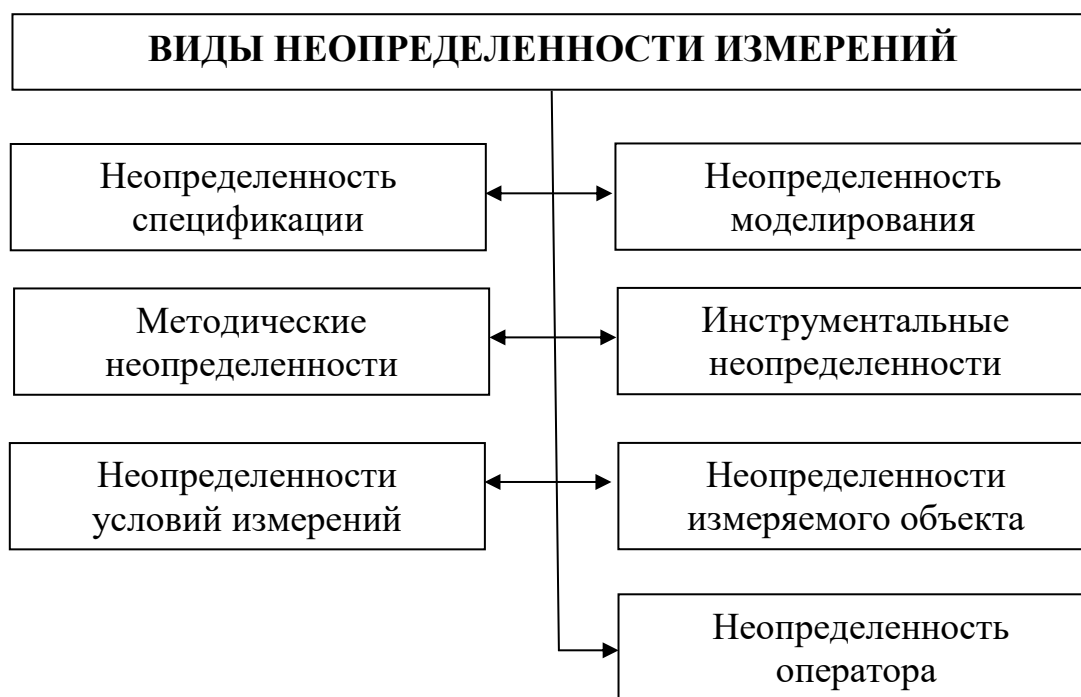 ВИДЫ НЕОПРЕДЕЛЕННОСТИ ИЗМЕРЕНИЙ
Неопределенность
спецификации
Неопределенность
моделирования
Методические
неопределенности
Инструментальные
неопределенности
Неопределенности
условий измерений
Неопределенности
измеряемого объекта
Неопределенность
оператора